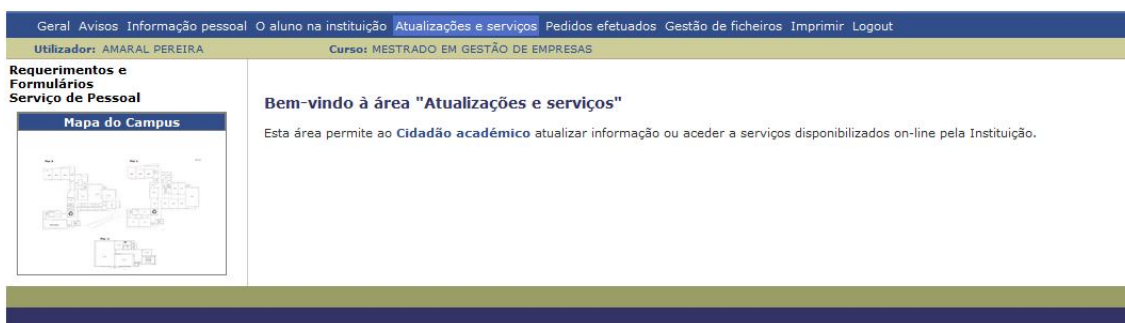 Geral Avisos Informação pessoal O aluno na instituição Atualizações e serviços Pedidos efetuados Gestão de ficheiros Imprimir Logout
Utilizador: AMARAL PEREIRA Curso: MESTRADO EM GESTÃO DE EMPRESAS
Requerimentos e
Formulários
Serviço de Pessoal
Mapa do Campus
Bem-vindo à área "Atualizações e serviços"
Esta área permite ao Cidadão académico atualizar informação ou aceder a serviços disponibilizados on-line pela Instituição.